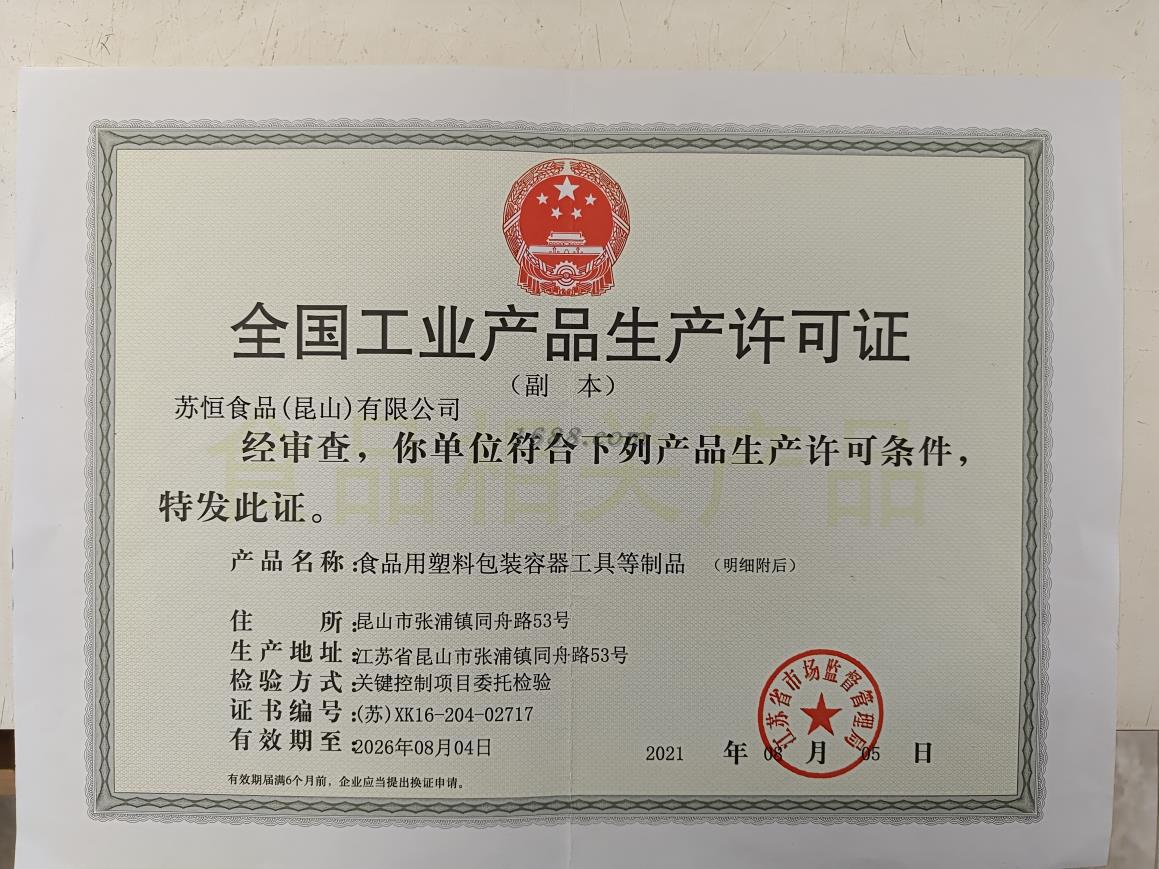 全国工业产品生产许可证
（副 本）
苏恒食品(昆山)有限公司
食品相关产品
1688.com
经审查，你单位符合下列产品生产许可条件，
特发此证。
产品名称:食品用塑料包装容器工具等制品 （明细附后）
住 所:昆山市张浦镇同舟路53号
生产地址:江苏省昆山市张浦镇同舟路53号
检验方式:关键控制项目委托检验
证书编号:(苏)XK16-204-02717
有效期至:2026年08月04日
江苏省市场监督管理局
2021 年 08 月 05 日
有效期届满6个月前，企业应当提出换证申请。